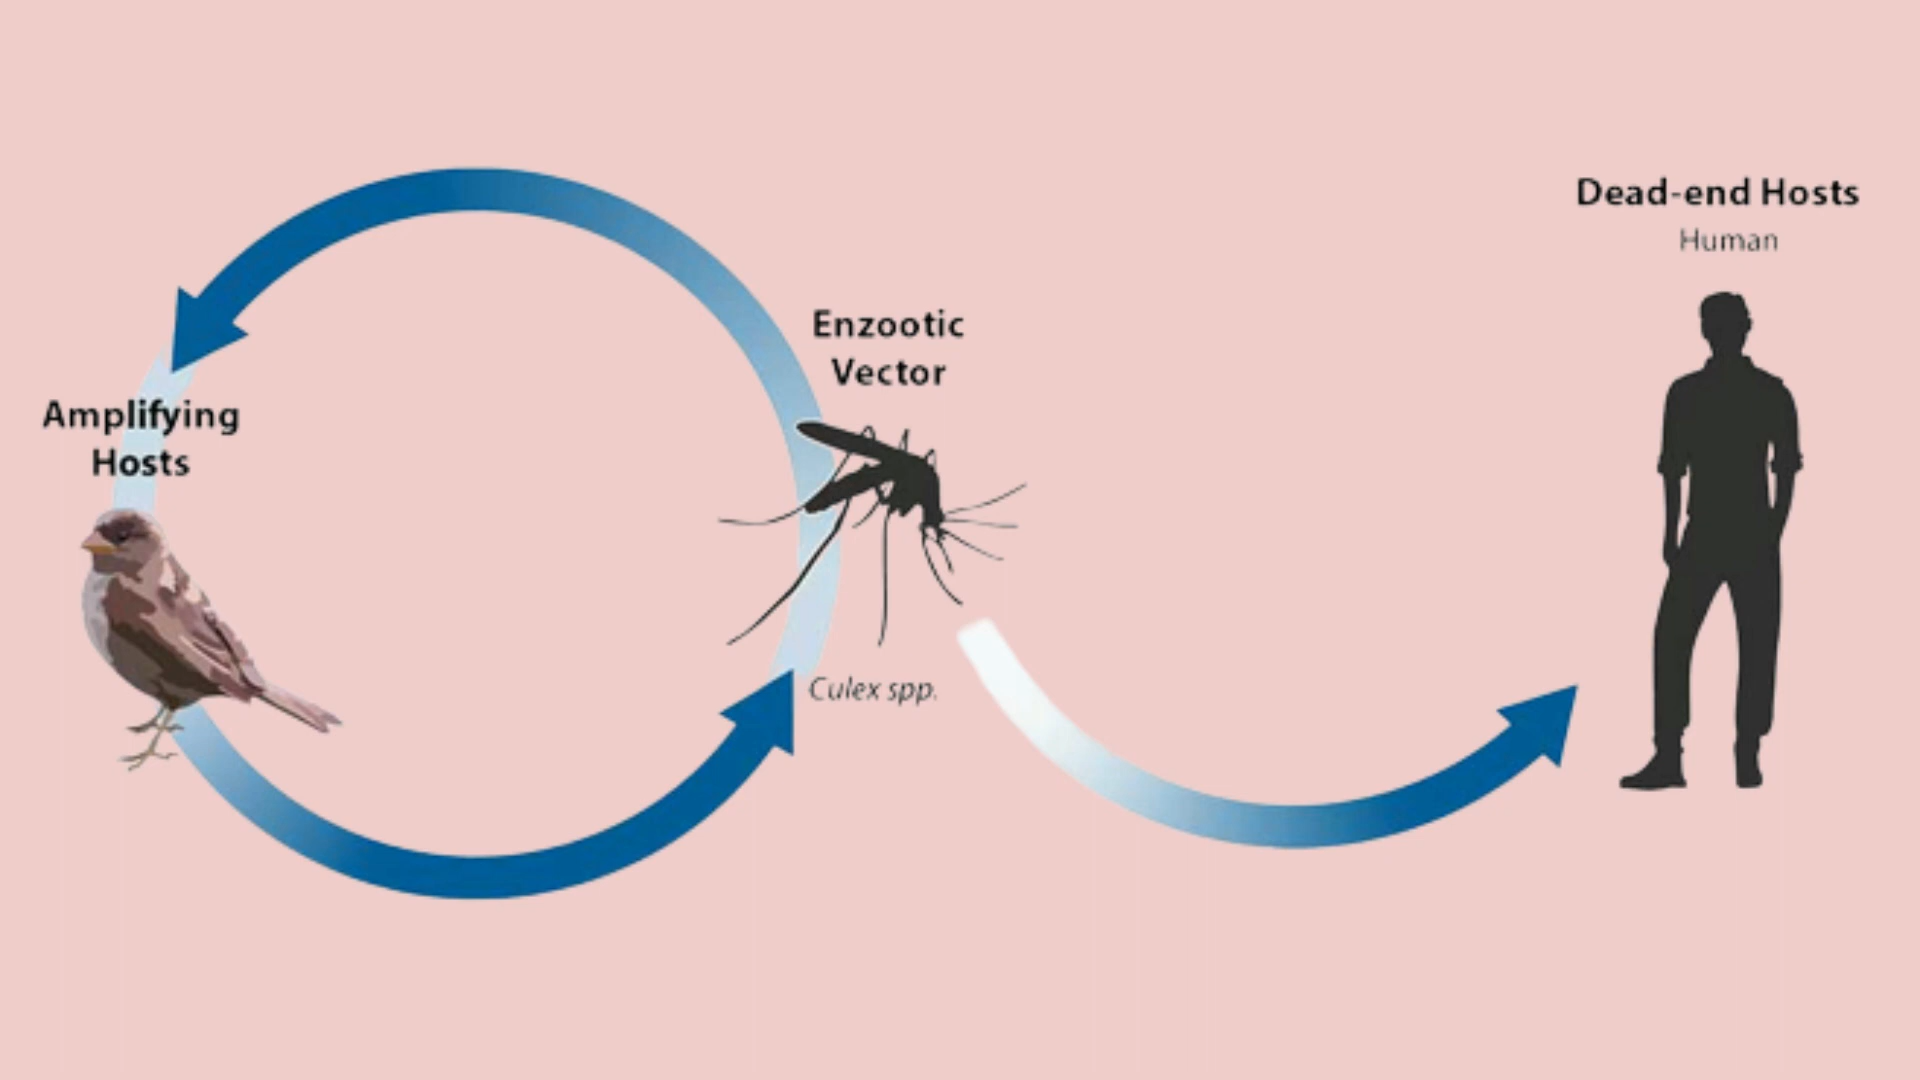 Dead-end Hosts
Human
Enzootic
Vector
Amplifying
Hosts
Culex spp.